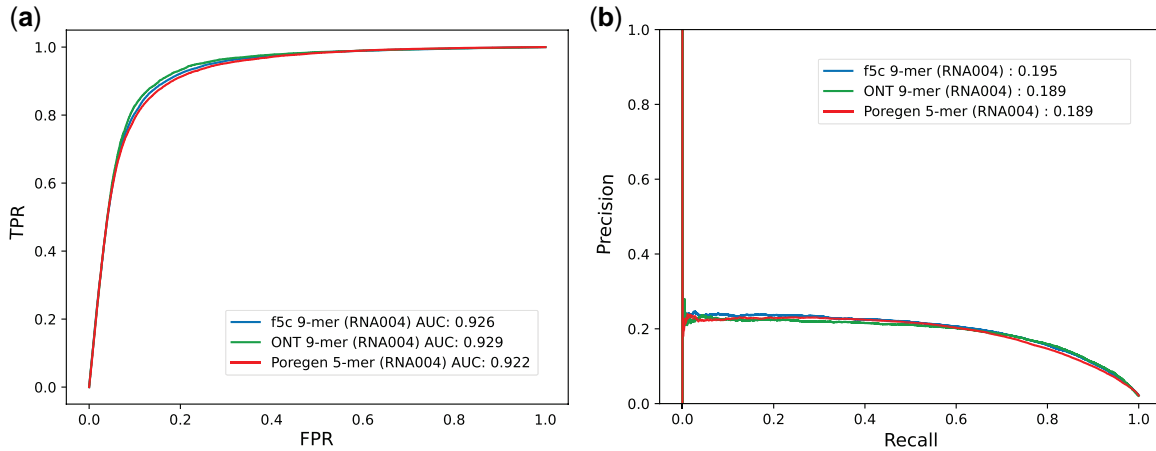 (a)
1.0
0.8
0.6
0.4
0.2
0.0
TPR
f5c 9-mer (RNA004) AUC: 0.926
ONT 9-mer (RNA004) AUC: 0.929
Poregen 5-mer (RNA004) AUC: 0.922
0.0 0.2 0.4 0.6 0.8 1.0
FPR
(b)
1.0
0.8
0.6
0.4
0.2
0.0
Precision
f5c 9-mer (RNA004) : 0.195
ONT 9-mer (RNA004) : 0.189
Poregen 5-mer (RNA004) : 0.189
0.0 0.2 0.4 0.6 0.8 1.0
Recall